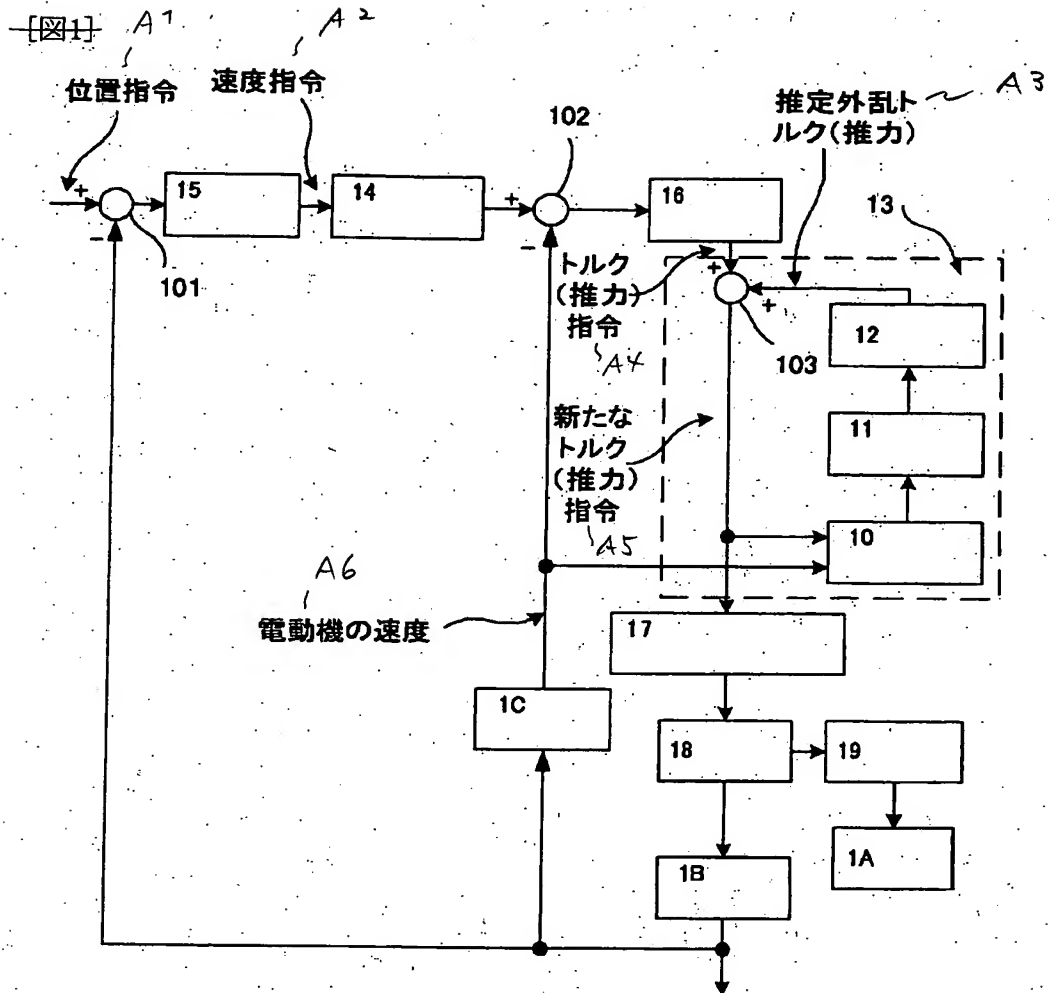 [図1]
A1
A2
位置指令
速度指令
推定外乱ト
ルク(推力)
A3
102
+
15
14
+
16
13
-
101
-
トルク
(推力)
指令
A4
+
+
103
12
新たな
トルク
(推力)
指令
A5
11
10
A6
電動機の速度
17
1C
18
19
1B
1A